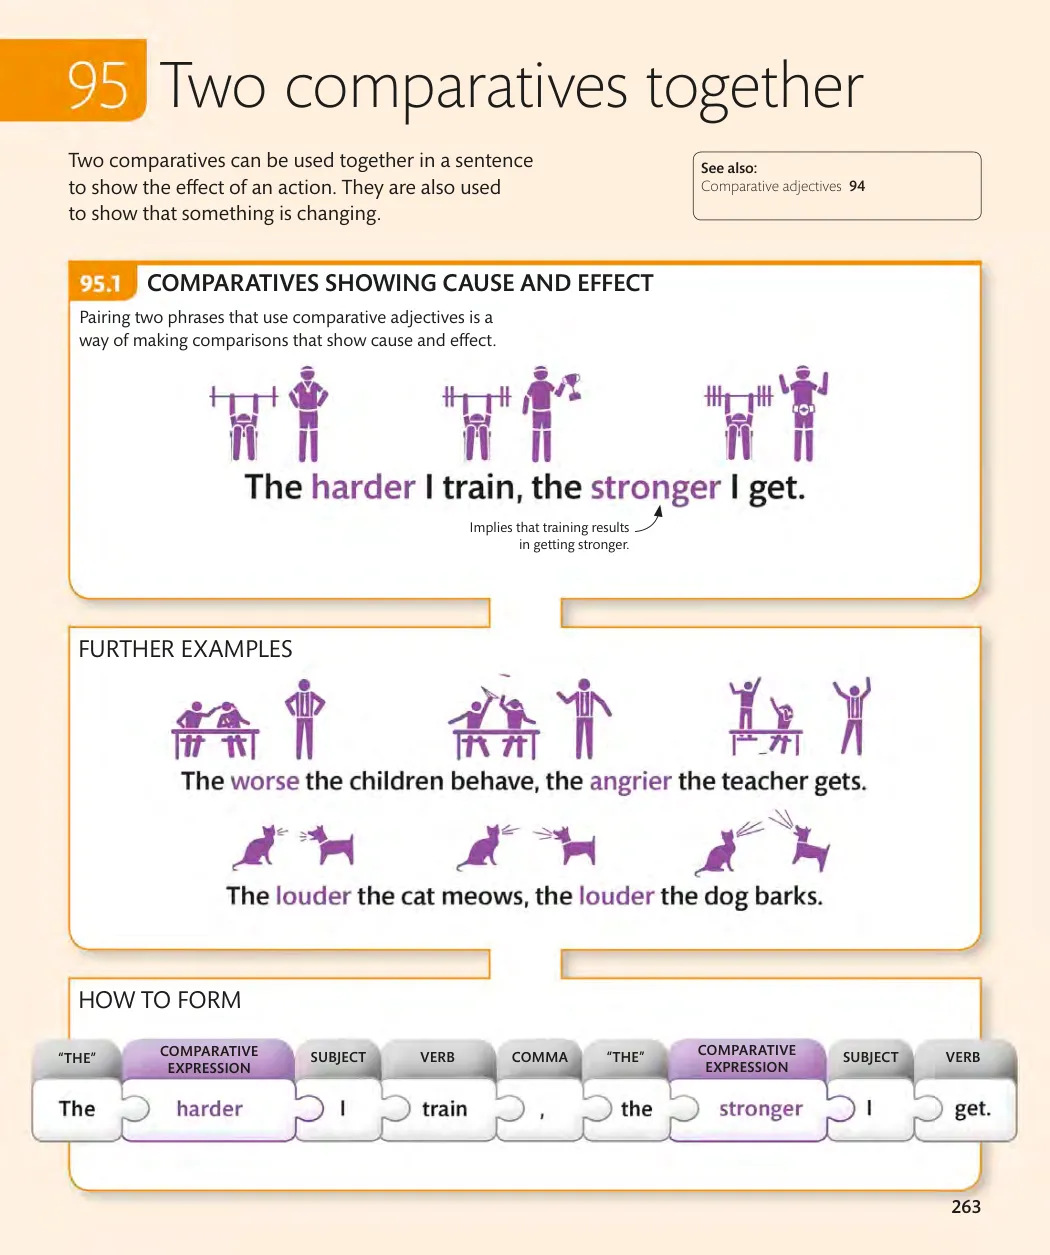 95 Two comparatives together
Two comparatives can be used together in a sentence
to show the effect of an action. They are also used
to show that something is changing.
See also:
Comparative adjectives 94
95.1 COMPARATIVES SHOWING CAUSE AND EFFECT
Pairing two phrases that use comparative adjectives is a
way of making comparisons that show cause and effect.
The harder I train, the stronger I get.
Implies that training results
in getting stronger.
FURTHER EXAMPLES
The worse the children behave, the angrier the teacher gets.
The louder the cat meows, the louder the dog barks.
HOW TO FORM
“THE” COMPARATIVE EXPRESSION SUBJECT VERB COMMA “THE” COMPARATIVE EXPRESSION SUBJECT VERB
The harder I train , the stronger I get.
263